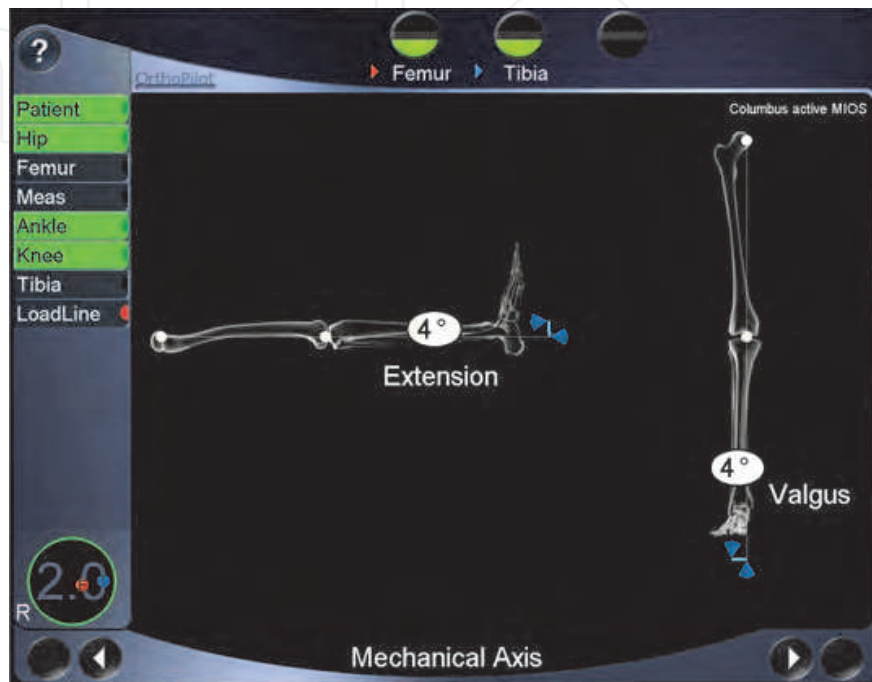 ?
Femur Tibia
OrthoPilot
Columbus active MIOS
Patient
Hip
Femur
Meas
Ankle
Knee
Tibia
LoadLine
4°
Extension
4°
Valgus
2.0
R
Mechanical Axis